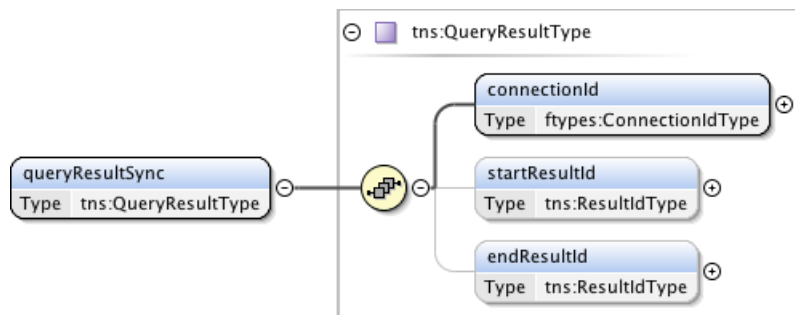 tns:QueryResultType
connectionId
Type ftypes:ConnectionIdType
queryResultSync
Type tns:QueryResultType
startResultId
Type tns:ResultIdType
endResultId
Type tns:ResultIdType